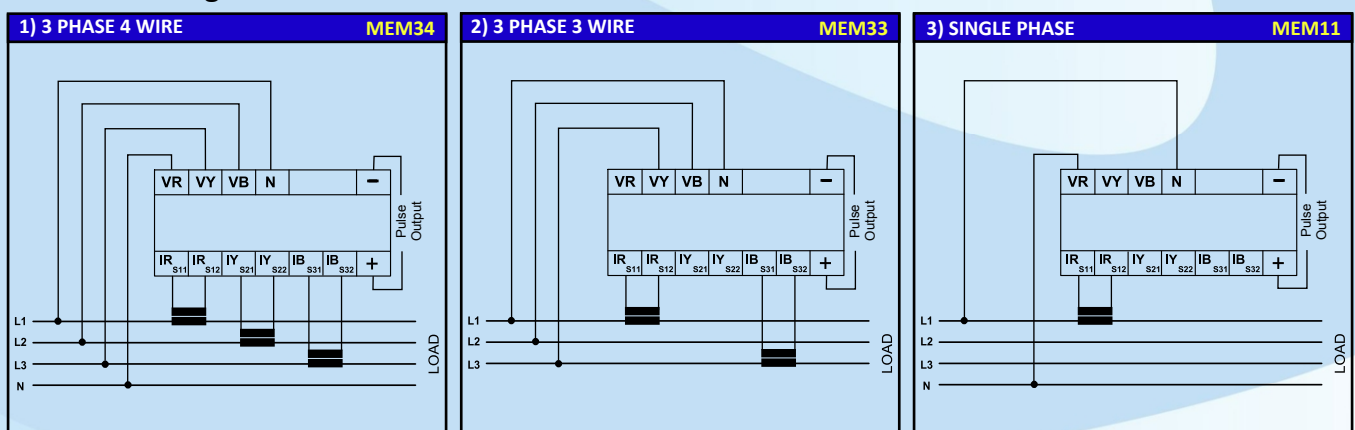 1) 3 PHASE 4 WIRE MEM34
VR VY VB N -
Pulse
Output
IR S11 IR S12 IY S21 IY S22 IB S31 IB S32 +
L1
L2
L3
N
LOAD
2) 3 PHASE 3 WIRE MEM33
VR VY VB N -
Pulse
Output
IR S11 IR S12 IY S21 IY S22 IB S31 IB S32 +
L1
L2
L3
LOAD
3) SINGLE PHASE MEM11
VR VY VB N -
Pulse
Output
IR S11 IR S12 IY S21 IY S22 IB S31 IB S32 +
L1
L2
L3
N
LOAD